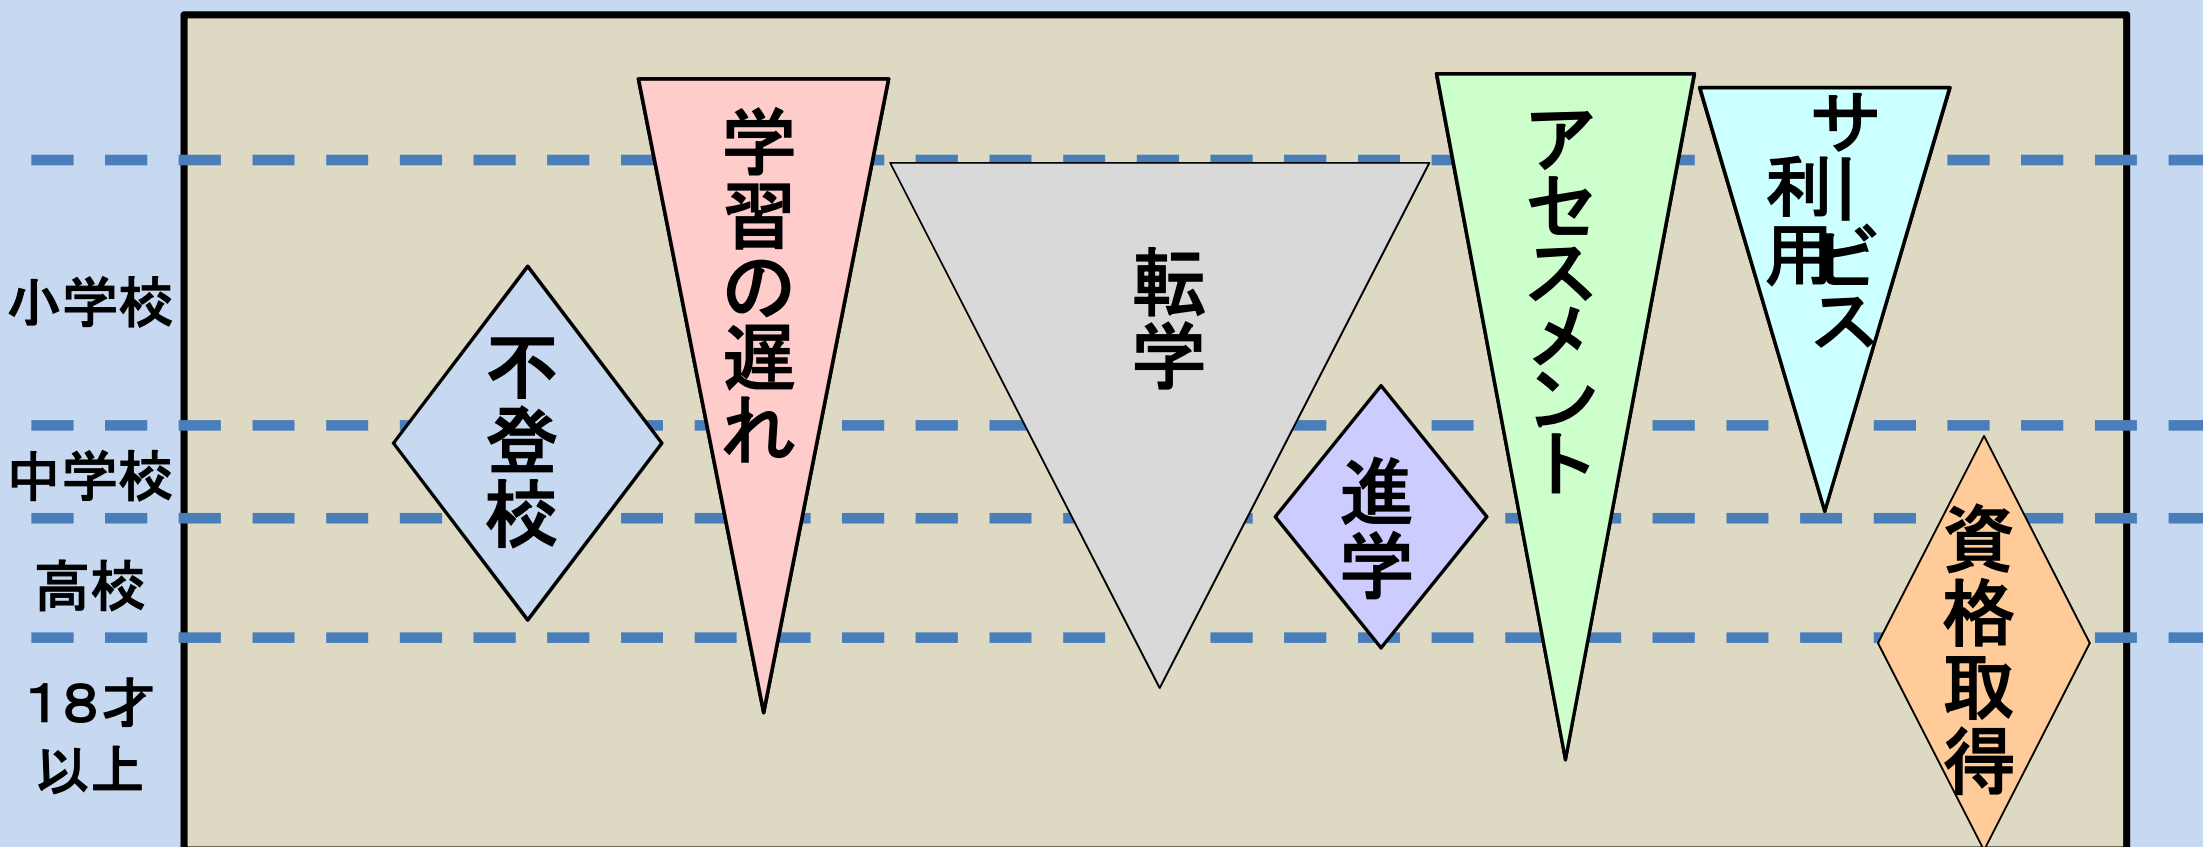 小学校
中学校
高校
１８才
以上
不登校
学習の遅れ
転学
進学
アセスメント
サービス
利用
資格取得